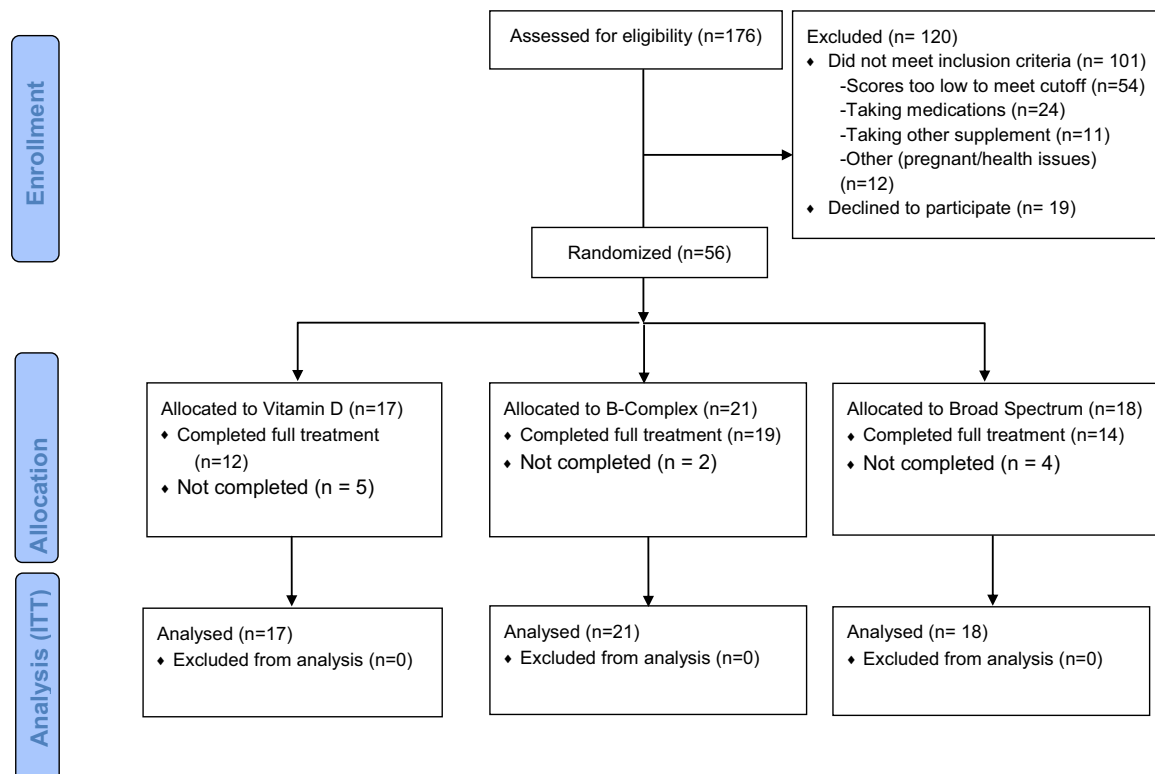 Enrollment
Assessed for eligibility (n=176)
Excluded (n= 120)
♦ Did not meet inclusion criteria (n= 101)
-Scores too low to meet cutoff (n=54)
-Taking medications (n=24)
-Taking other supplement (n=11)
-Other (pregnant/health issues)
(n=12)
♦ Declined to participate (n= 19)
Randomized (n=56)
Allocation
Allocated to Vitamin D (n=17)
♦ Completed full treatment
(n=12)
♦ Not completed (n = 5)
Allocated to B-Complex (n=21)
♦ Completed full treatment (n=19)
♦ Not completed (n = 2)
Allocated to Broad Spectrum (n=18)
♦ Completed full treatment (n=14)
♦ Not completed (n = 4)
Analysis (ITT)
Analysed (n=17)
♦ Excluded from analysis (n=0)
Analysed (n=21)
♦ Excluded from analysis (n=0)
Analysed (n= 18)
♦ Excluded from analysis (n=0)